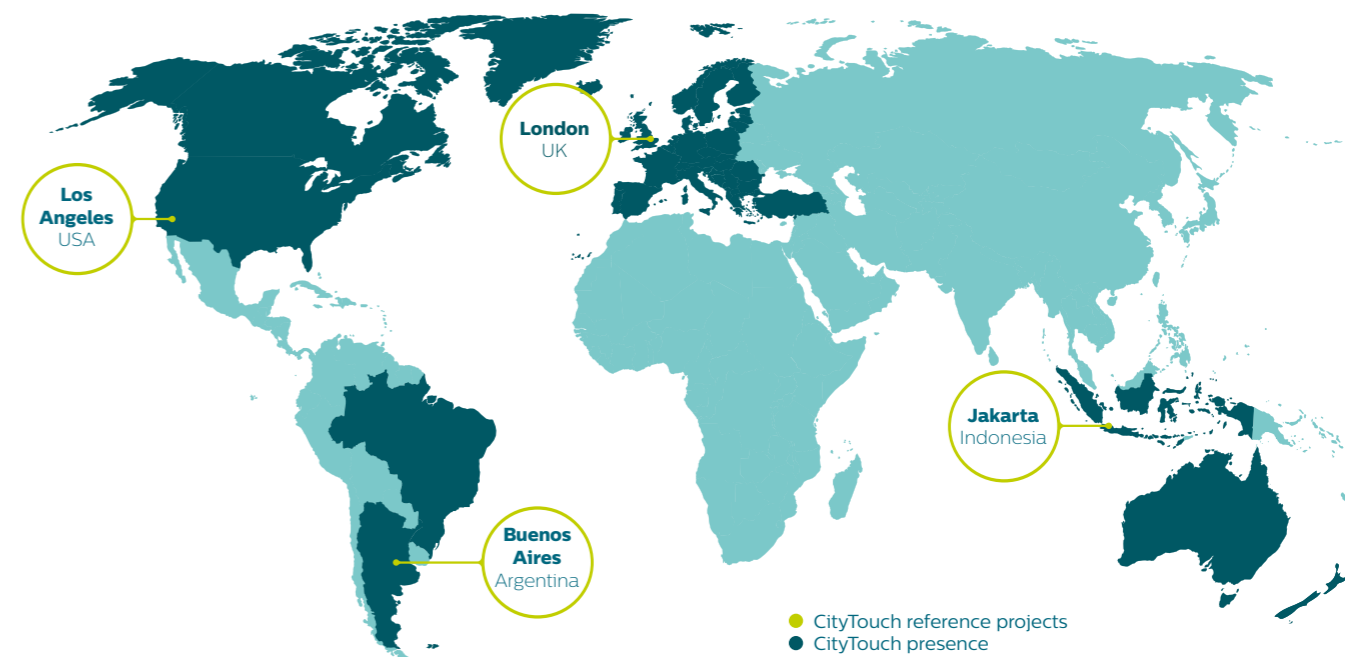 London
UK
Los
Angeles
USA
Jakarta
Indonesia
Buenos
Aires
Argentina
CityTouch reference projects
CityTouch presence